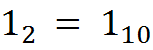 1₂ = 1₁₀